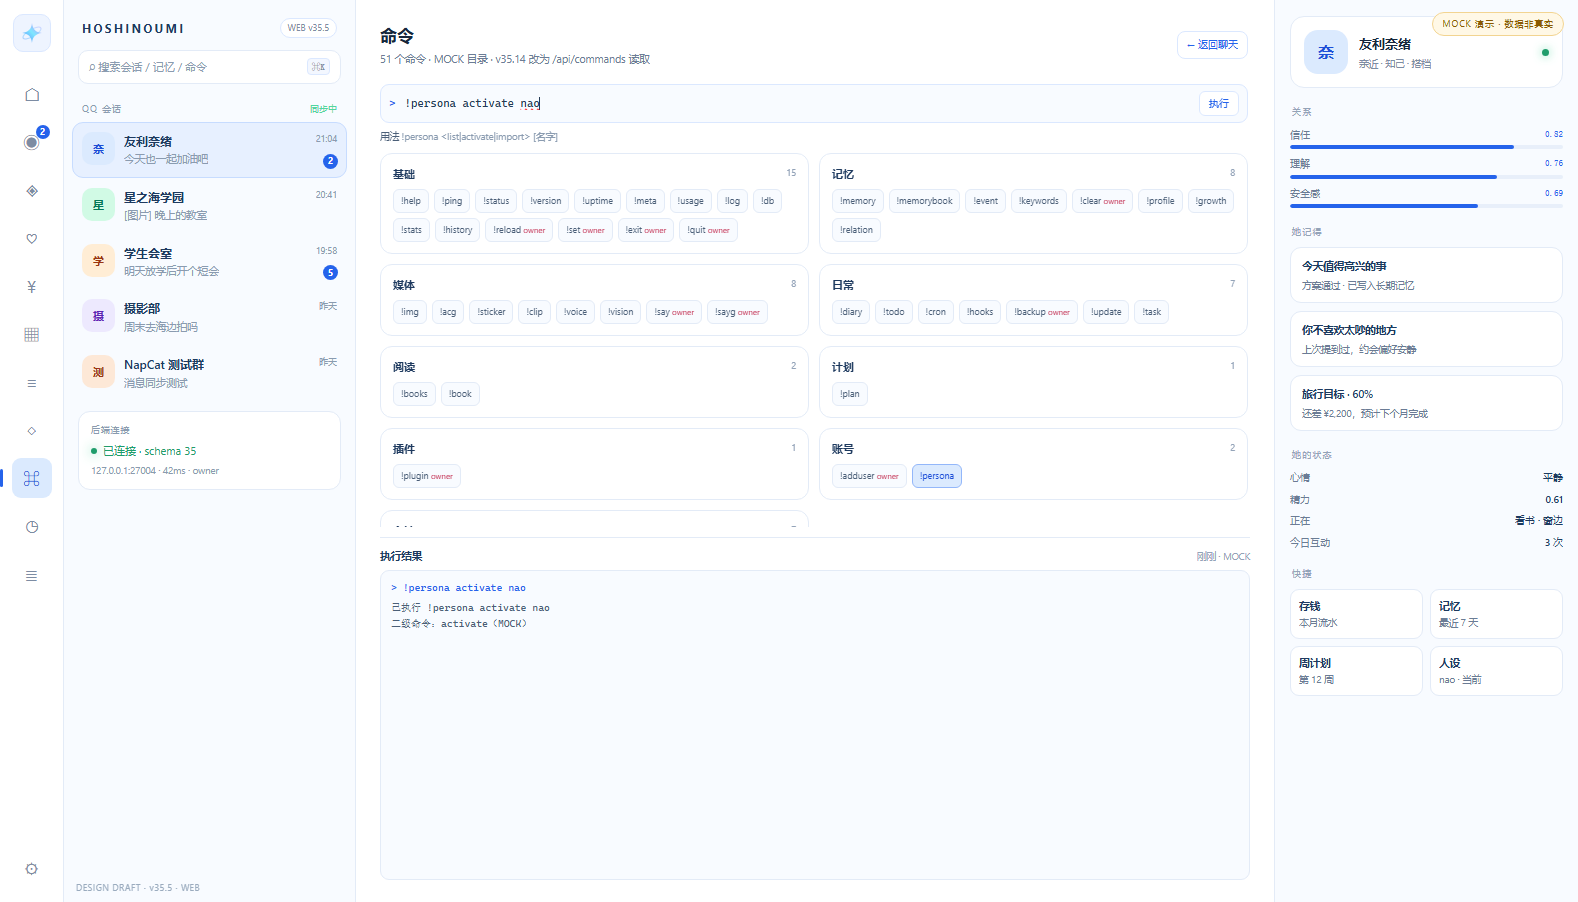 HOSHINOUMI
WEB v35.5
搜索会话 / 记忆 / 命令
⌘K
QQ 会话
同步中
奈
友利奈绪
21:04
今天也一起加油吧
2
星
星之海学园
20:41
[图片] 晚上的教室
学
学生会室
19:58
明天放学后开个短会
5
摄
摄影部
昨天
周末去海边拍吗
测
NapCat 测试群
昨天
消息同步测试
后端连接
已连接 · schema 35
127.0.0.1:27004 · 42ms · owner
DESIGN DRAFT · v35.5 · WEB
2
¥
命令
51 个命令 · MOCK 目录 · v35.14 改为 /api/commands 读取
← 返回聊天
> !persona activate nao
执行
用法 !persona <list|activate|import> [名字]
基础 15
!help !ping !status !version !uptime !meta !usage !log !db
!stats !history !reload owner !set owner !exit owner !quit owner
记忆 8
!memory !memorybook !event !keywords !clear owner !profile !growth
!relation
媒体 8
!img !acg !sticker !clip !voice !vision !say owner !sayg owner
日常 7
!diary !todo !cron !hooks !backup owner !update !task
阅读 2
!books !book
计划 1
!plan
插件 1
!plugin owner
账号 2
!adduser owner !persona
执行结果
刚刚 · MOCK
> !persona activate nao
已执行 !persona activate nao
二级命令: activate (MOCK)
MOCK 演示 · 数据非真实
奈
友利奈绪
亲近 · 知己 · 搭档
关系
信任 0.82
理解 0.76
安全感 0.69
她记得
今天值得高兴的事
方案通过 · 已写入长期记忆
你不喜欢太吵的地方
上次提到过，约会偏好安静
旅行目标 · 60%
还差 ¥2,200，预计下个月完成
她的状态
心情 平静
精力 0.61
正在 看书 · 窗边
今日互动 3 次
快捷
存钱
本月流水
记忆
最近 7 天
周计划
第 12 周
人设
nao · 当前